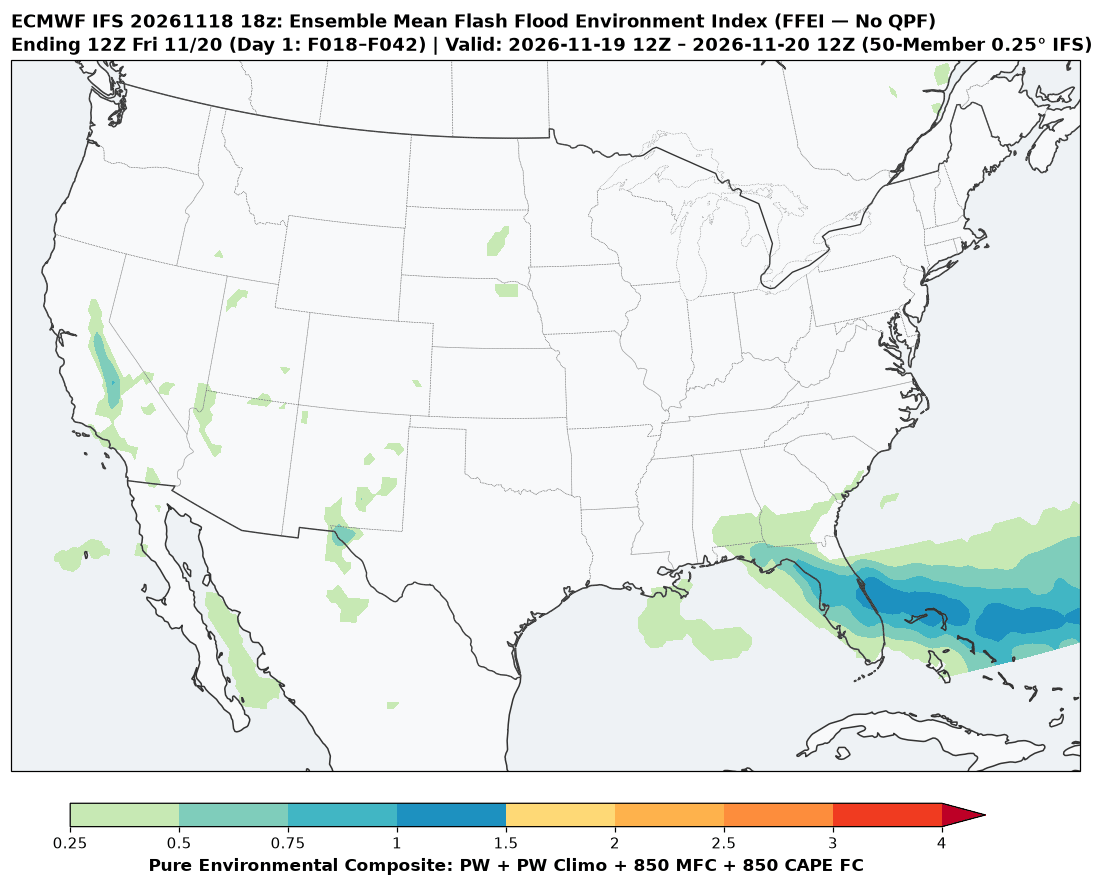 ECMWF IFS 20261118 18z: Ensemble Mean Flash Flood Environment Index (FFEI — No QPF)
Ending 12Z Fri 11/20 (Day 1: F018–F042) | Valid: 2026-11-19 12Z – 2026-11-20 12Z (50-Member 0.25° IFS)
0.25 0.5 0.75 1 1.5 2 2.5 3 4
Pure Environmental Composite: PW + PW Climo + 850 MFC + 850 CAPE FC